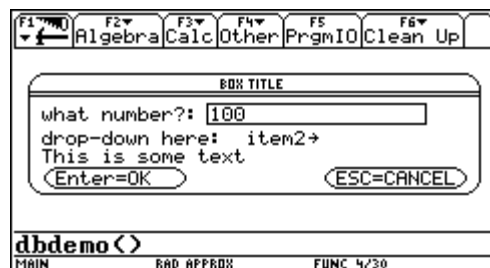 F1 F2 F3 F4 F5 F6
Algebra Calc Other PrgmIO Clean Up
BOX TITLE
what number?: 100
drop-down here: item2→
This is some text
Enter=OK ESC=CANCEL
dbdemo()
MAIN RAD APPROX FUNC 4/30